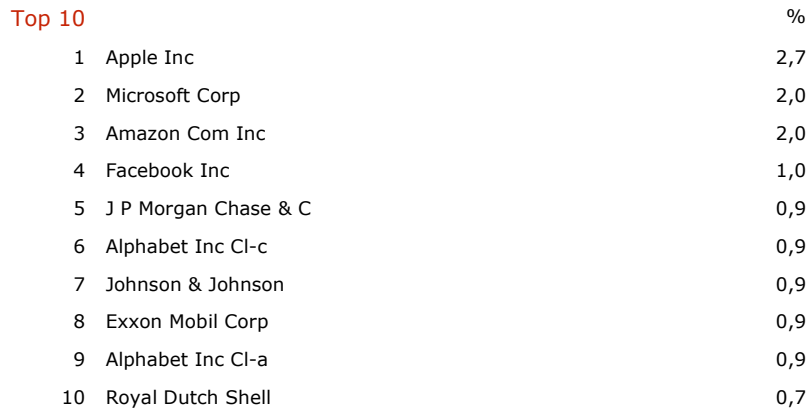 Top 10 %
1 Apple Inc 2,7
2 Microsoft Corp 2,0
3 Amazon Com Inc 2,0
4 Facebook Inc 1,0
5 J P Morgan Chase & C 0,9
6 Alphabet Inc Cl-c 0,9
7 Johnson & Johnson 0,9
8 Exxon Mobil Corp 0,9
9 Alphabet Inc Cl-a 0,9
10 Royal Dutch Shell 0,7